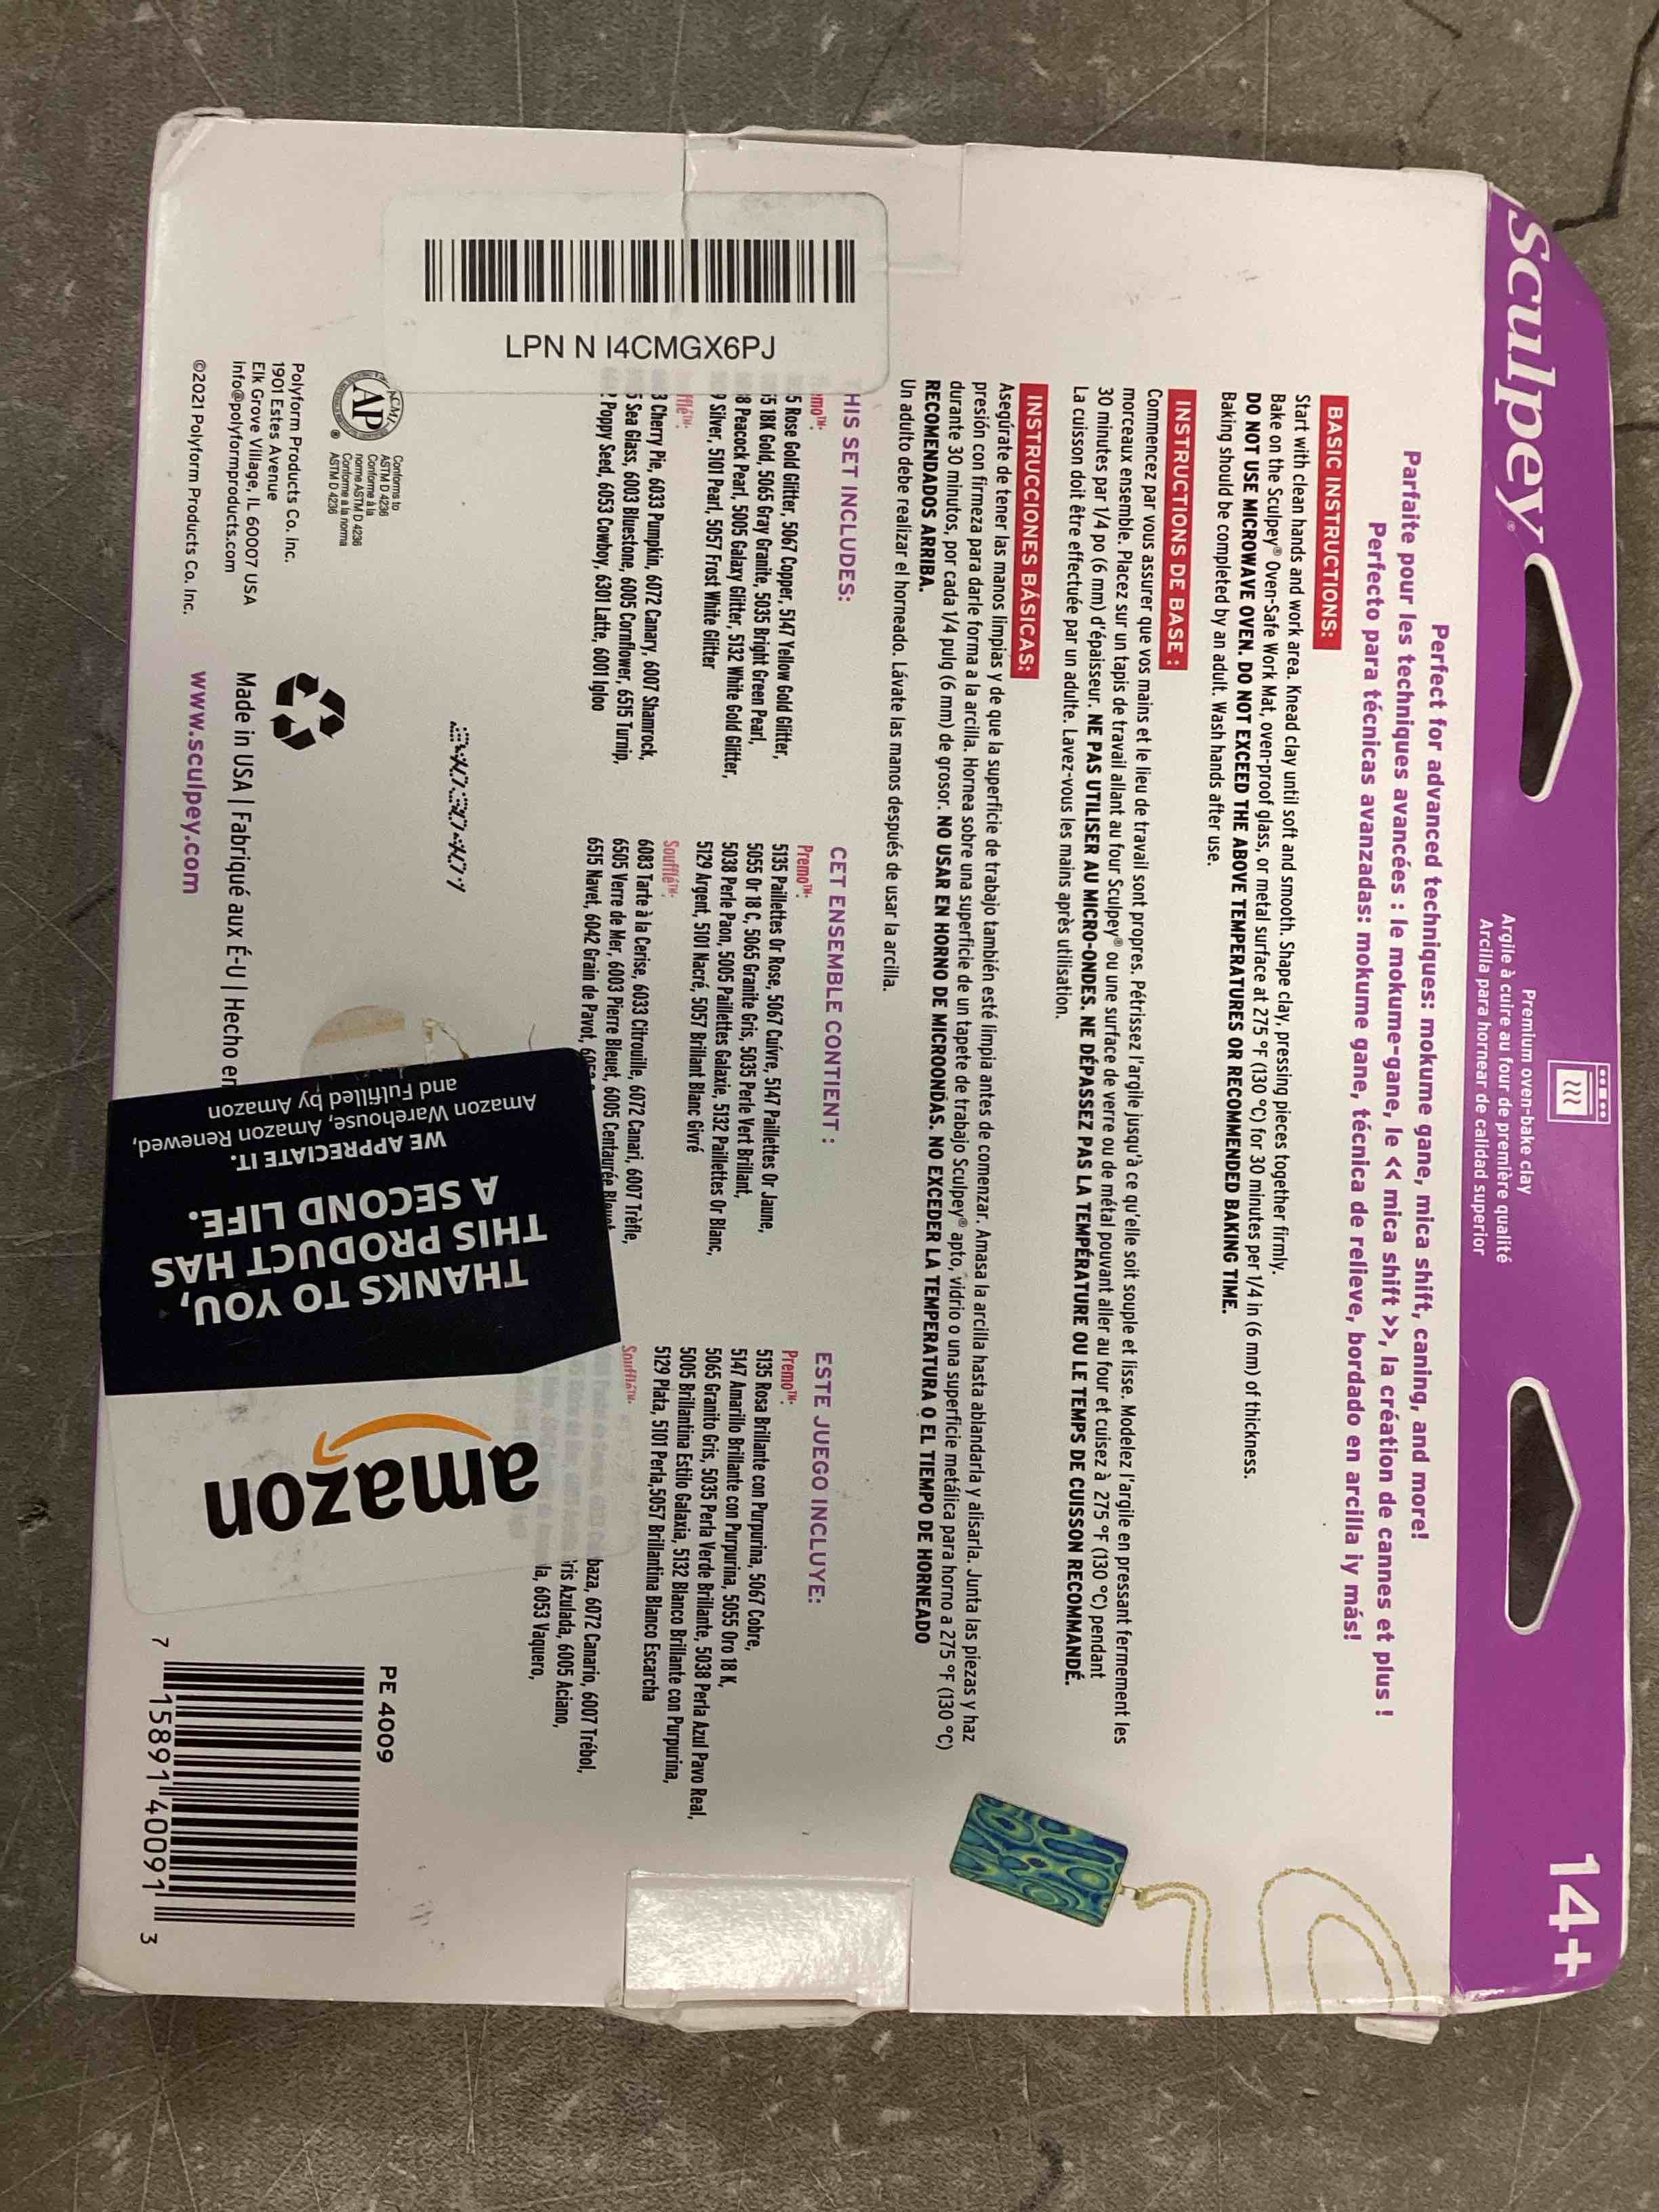 Sculpey®
Premium oven-bake clay
Argile à cuire au four de première qualité
Arcilla para hornear de calidad superior
14+
Perfect for advanced techniques: mokume gane, mica shift, caning, and more!
Parfaite pour les techniques avancées : le mokume-gane, le << mica shift >>, la création de cannes et plus !
Perfecto para técnicas avanzadas: mokume gane, técnica de relieve, bordado en arcilla ¡y más!
BASIC INSTRUCTIONS:
Start with clean hands and work area. Knead clay until soft and smooth. Shape clay, pressing pieces together firmly.
Bake on the Sculpey® Oven-Safe Work Mat, oven-proof glass, or metal surface at 275 °F (130 °C) for 30 minutes per 1/4 in (6 mm) of thickness.
DO NOT USE MICROWAVE OVEN. DO NOT EXCEED THE ABOVE TEMPERATURES OR RECOMMENDED BAKING TIME.
Baking should be completed by an adult. Wash hands after use.
INSTRUCTIONS DE BASE :
Commencez par vous assurer que vos mains et le lieu de travail sont propres. Pétrissez l'argile jusqu'à ce qu'elle soit souple et lisse. Modelez l'argile en pressant fermement les
morceaux ensemble. Placez sur un tapis de travail allant au four Sculpey® ou une surface de verre ou de métal pouvant aller au four et cuisez à 275 °F (130 °C) pendant
30 minutes par 1/4 po (6 mm) d'épaisseur. NE PAS UTILISER AU MICRO-ONDES. NE DÉPASSEZ PAS LA TEMPÉRATURE OU LE TEMPS DE CUISSON RECOMMANDÉ.
La cuisson doit être effectuée par un adulte. Lavez-vous les mains après utilisation.
INSTRUCCIONES BÁSICAS:
Asegúrate de tener las manos limpias y de que la superficie de trabajo también esté limpia antes de comenzar. Amasa la arcilla hasta ablandarla y alisarla. Junta las piezas y haz
presión con firmeza para darle forma a la arcilla. Hornea sobre una superficie de un tapete de trabajo Sculpey® apto, vidrio o una superficie metálica para horno a 275 °F (130 °C)
durante 30 minutos, por cada 1/4 pulg (6 mm) de grosor. NO USAR EN HORNO DE MICROONDAS. NO EXCEDER LA TEMPERATURA O EL TIEMPO DE HORNEADO
RECOMENDADOS ARRIBA.
Un adulto debe realizar el horneado. Lávate las manos después de usar la arcilla.
LPN N I4CMGX6PJ
THIS SET INCLUDES:
5 Rose Gold Glitter, 5067 Copper, 5147 Yellow Gold Glitter,
18K Gold, 5065 Gray Granite, 5035 Bright Green Pearl,
8 Peacock Pearl, 5005 Galaxy Glitter, 5132 White Gold Glitter,
9 Silver, 5101 Pearl, 5057 Frost White Glitter
3 Cherry Pie, 6033 Pumpkin, 6072 Canary, 6007 Shamrock,
5 Sea Glass, 6003 Bluestone, 6005 Cornflower, 6515 Turnip,
Poppy Seed, 6053 Cowboy, 6301 Latte, 6001 Igloo
CET ENSEMBLE CONTIENT :
Premo™:
5135 Paillettes Or Rose, 5067 Cuivre, 5147 Paillettes Or Jaune,
5055 Or 18 C, 5065 Granite Gris, 5035 Perle Vert Brillant,
5038 Perle Paon, 5005 Paillettes Galaxie, 5132 Paillettes Or Blanc,
5129 Argent, 5101 Nacré, 5057 Brillant Blanc Givré
Soufflé™:
6083 Tarte à la Cerise, 6033 Citrouille, 6072 Canari, 6007 Trèfle,
6505 Verre de Mer, 6003 Pierre Bleuet, 6005 Centaurée Bleuet,
6515 Navet, 6042 Grain de Pavot,
ESTE JUEGO INCLUYE:
Premo™:
5135 Rosa Brillante con Purpurina, 5067 Cobre,
5147 Amarillo Brillante con Purpurina, 5055 Oro 18 K,
5065 Granito Gris, 5035 Perla Verde Brillante, 5038 Perla Azul Pavo Real,
5005 Brillantina Estilo Galaxia, 5132 Blanco Brillante con Purpurina,
5129 Plata, 5101 Perla,5057 Brillantina Blanco Escarcha
Soufflé™:
baza, 6072 Canario, 6007 Trébol,
ris Azulada, 6005 Aciano,
la, 6053 Vaquero,
ACMI
AP®
Conforms to
ASTM D 4236
Conforme à la
norme ASTM D 4236
Conforme a la norma
ASTM D 4236
Polyform Products Co. Inc.
1901 Estes Avenue
Elk Grove Village, IL 60007 USA
info@polyformproducts.com
©2021 Polyform Products Co. Inc.
Made in USA | Fabriqué aux É-U | Hecho en
www.sculpey.com
amazon
THANKS TO YOU,
THIS PRODUCT HAS
A SECOND LIFE.
WE APPRECIATE IT.
Amazon Warehouse, Amazon Renewed,
and Fulfilled by Amazon
PE 4009
7 15891 40091 3